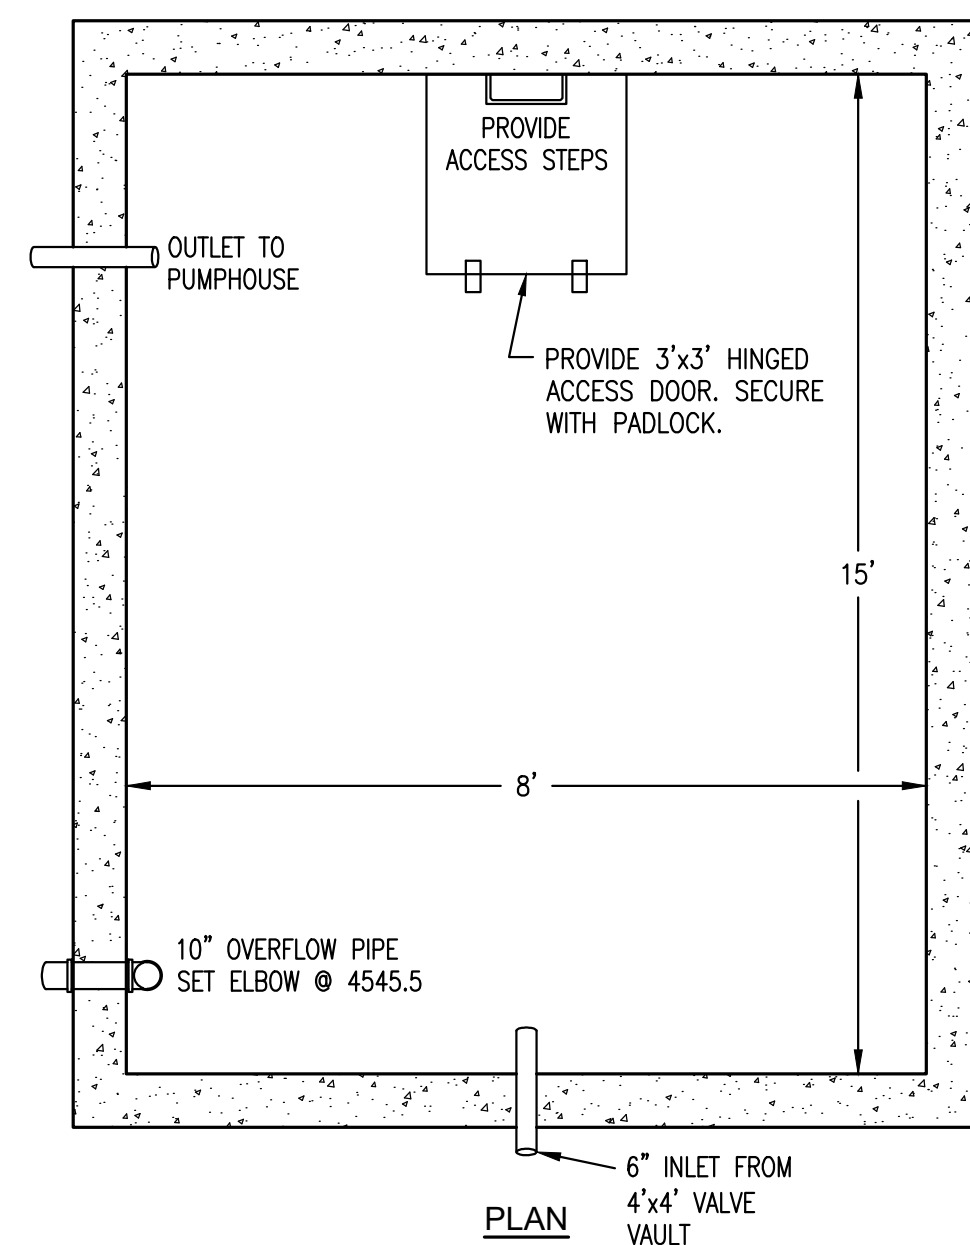 PROVIDE
ACCESS STEPS
OUTLET TO
PUMPHOUSE
PROVIDE 3'x3' HINGED
ACCESS DOOR. SECURE
WITH PADLOCK.
15'
8'
10" OVERFLOW PIPE
SET ELBOW @ 4545.5
6" INLET FROM
4'x4' VALVE
VAULT
PLAN